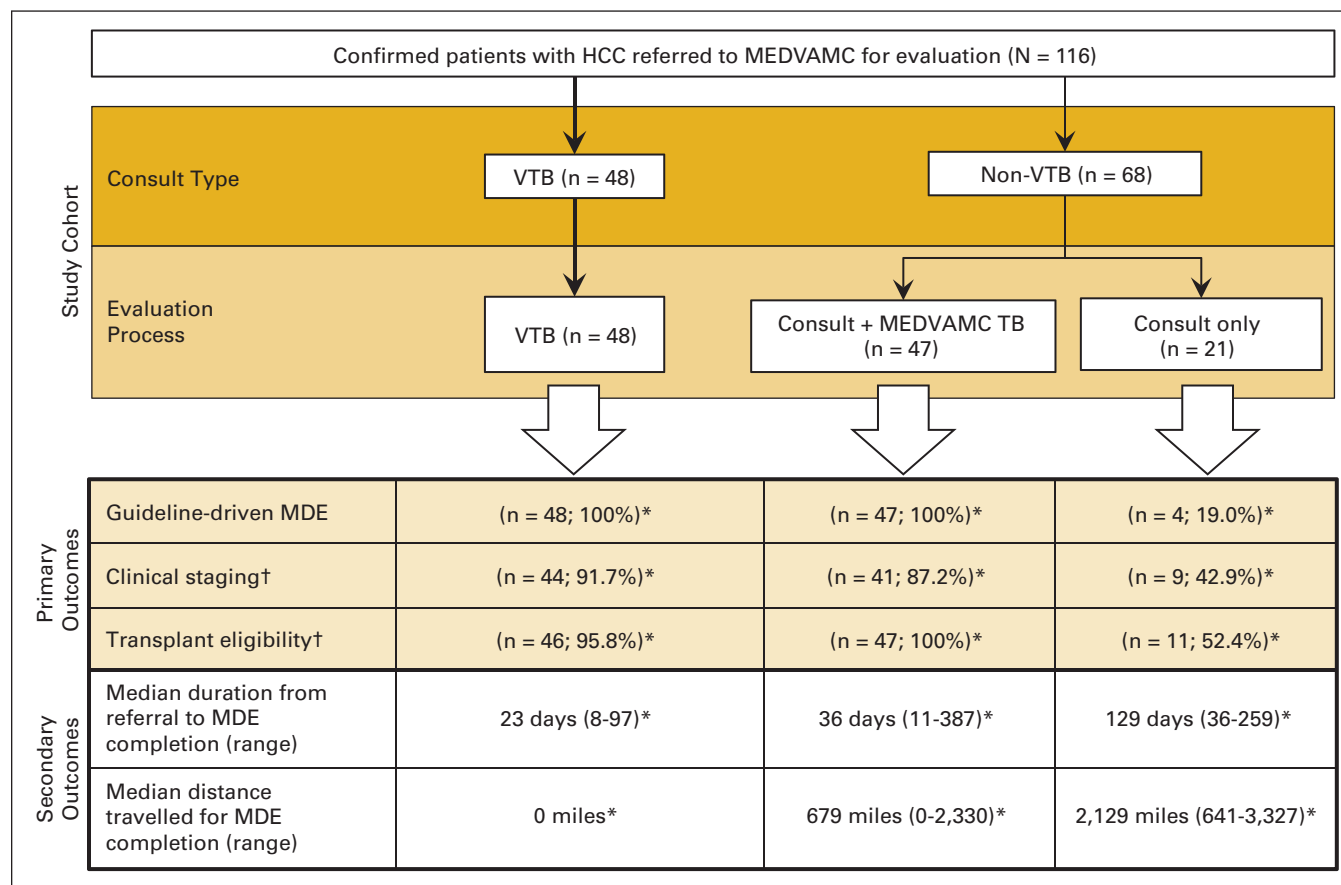 Confirmed patients with HCC referred to MEDVAMC for evaluation (N = 116)
Study Cohort
Consult Type
VTB (n = 48)
Non-VTB (n = 68)
Evaluation
Process
VTB (n = 48)
Consult + MEDVAMC TB
(n = 47)
Consult only
(n = 21)
Primary
Outcomes
Guideline-driven MDE
(n = 48; 100%)*
(n = 47; 100%)*
(n = 4; 19.0%)*
Clinical staging†
(n = 44; 91.7%)*
(n = 41; 87.2%)*
(n = 9; 42.9%)*
Transplant eligibility†
(n = 46; 95.8%)*
(n = 47; 100%)*
(n = 11; 52.4%)*
Secondary
Outcomes
Median duration from
referral to MDE
completion (range)
23 days (8-97)*
36 days (11-387)*
129 days (36-259)*
Median distance
travelled for MDE
completion (range)
0 miles*
679 miles (0-2,330)*
2,129 miles (641-3,327)*